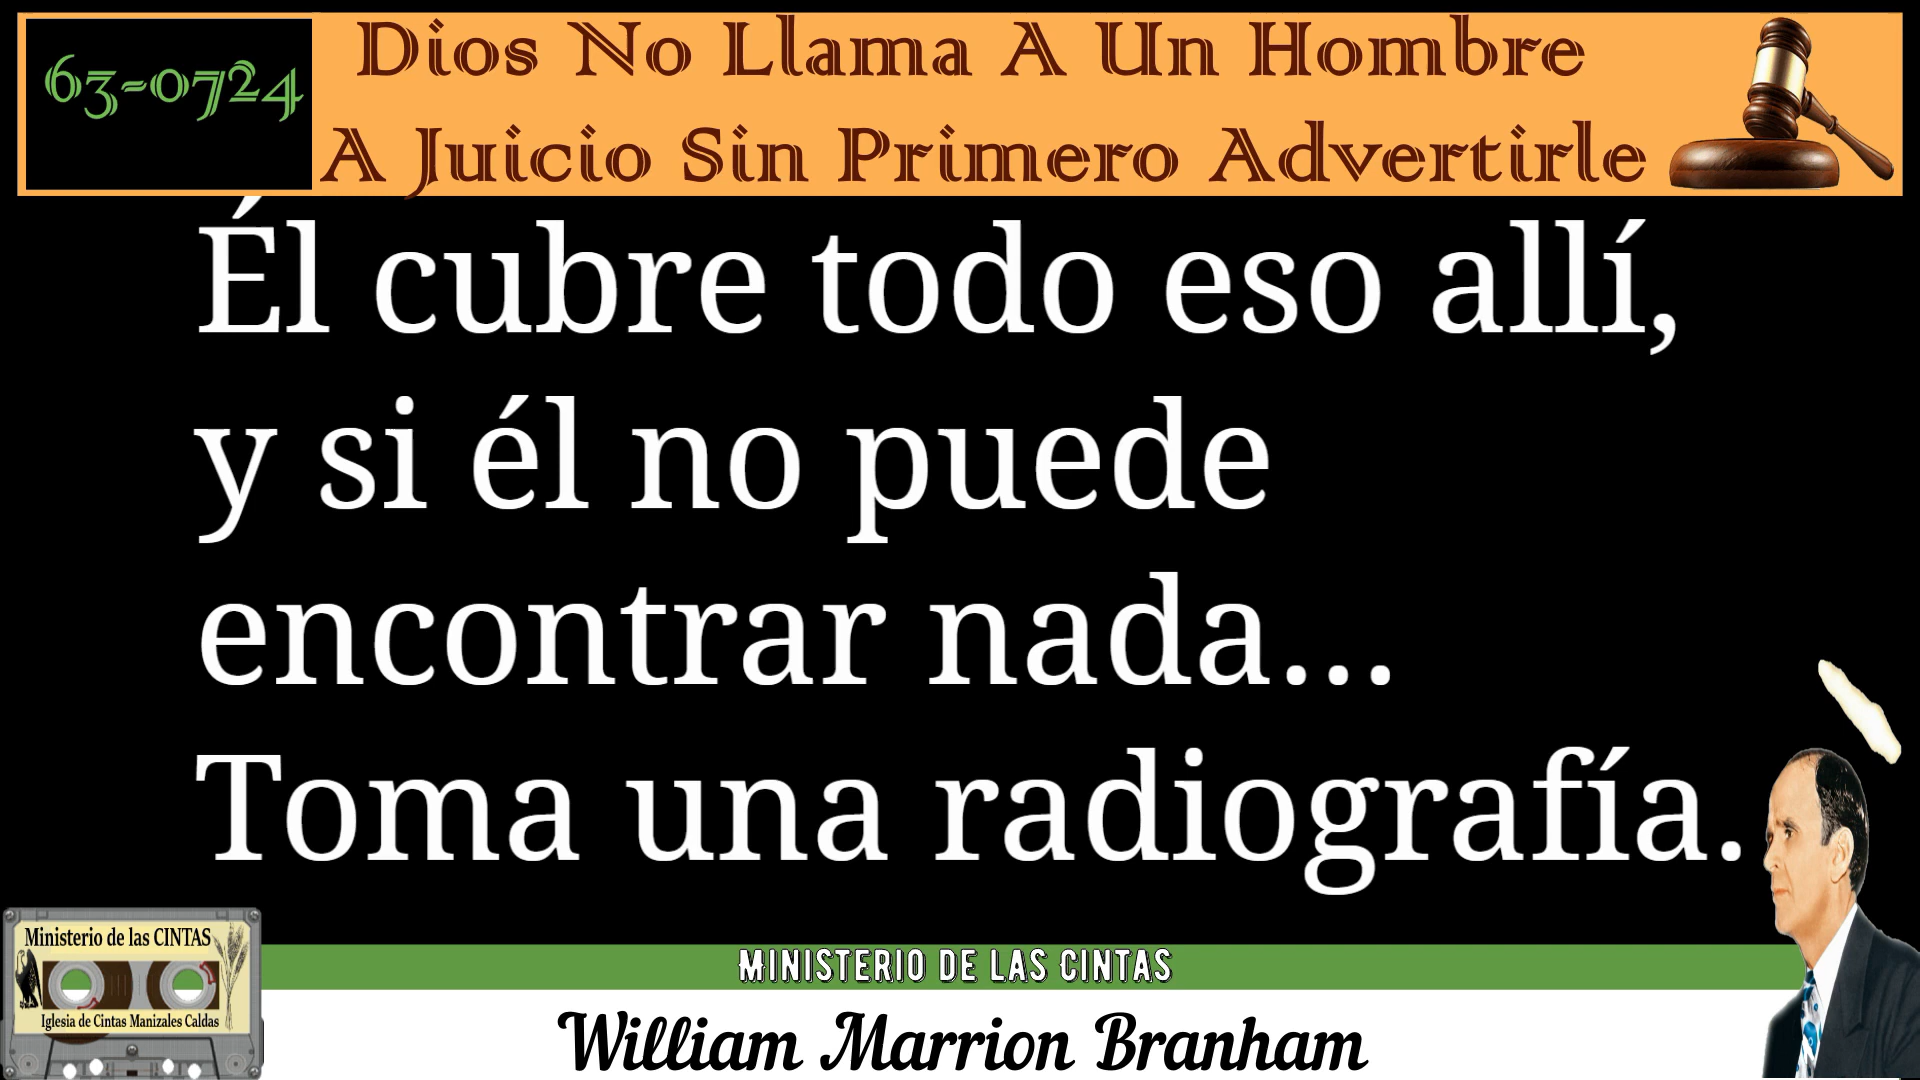 63-0724
Dios No Llama A Un Hombre
A Juicio Sin Primero Advertirle
Él cubre todo eso allí,
y si él no puede
encontrar nada...
Toma una radiografía.
Ministerio de las CINTAS
Iglesia de Cintas Manizales Caldas
MINISTERIO DE LAS CINTAS
William Marrion Branham